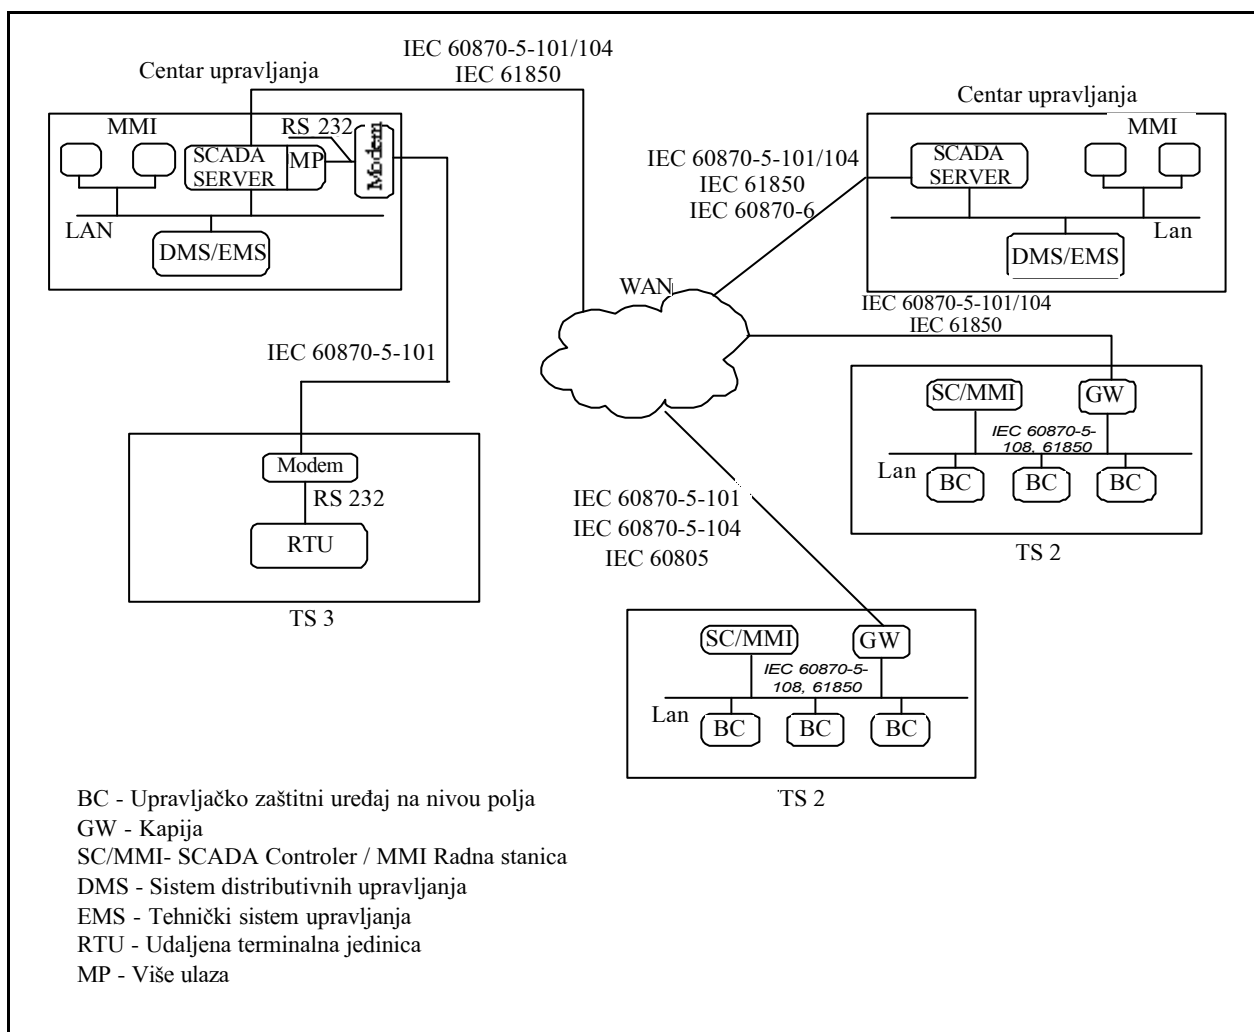 IEC 60870-5-101/104
IEC 61850
Centar upravljanja
MMI
RS 232
SCADA
SERVER
MP
Modem
LAN
DMS/EMS
Centar upravljanja
MMI
SCADA
SERVER
Lan
DMS/EMS
IEC 60870-5-101/104
IEC 61850
IEC 60870-6
WAN
IEC 60870-5-101/104
IEC 61850
IEC 60870-5-101
SC/MMI
GW
IEC 60870-5-
108, 61850
Lan
BC
BC
BC
TS 2
Modem
RS 232
RTU
TS 3
IEC 60870-5-101
IEC 60870-5-104
IEC 60805
SC/MMI
GW
IEC 60870-5-
108, 61850
Lan
BC
BC
BC
TS 2
BC - Upravljačko zaštitni uređaj na nivou polja
GW - Kapija
SC/MMI- SCADA Controler / MMI Radna stanica
DMS - Sistem distributivnih upravljanja
EMS - Tehnički sistem upravljanja
RTU - Udaljena terminalna jedinica
MP - Više ulaza